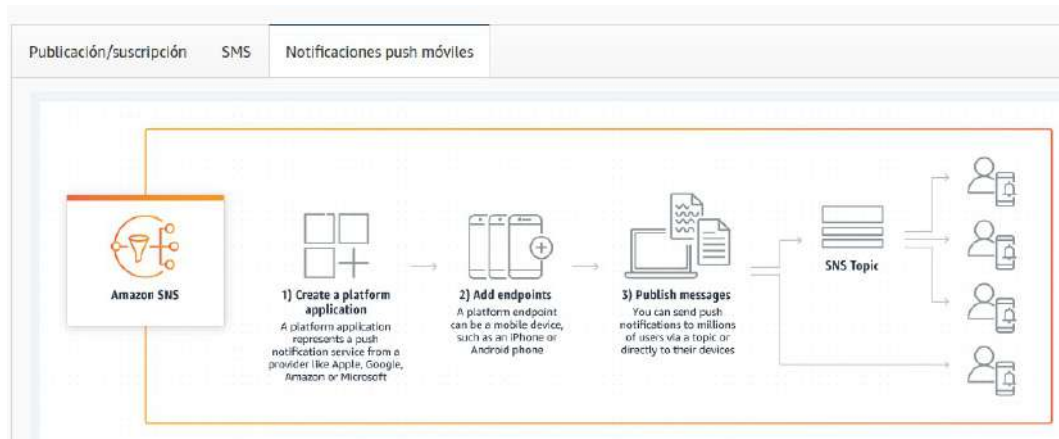 Publicación/suscripción SMS Notificaciones push móviles
Amazon SNS
1) Create a platform
application
A platform application
represents a push
notification service from a
provider like Apple, Google,
Amazon or Microsoft
2) Add endpoints
A platform endpoint
can be a mobile device,
such as an iPhone or
Android phone
3) Publish messages
You can send push
notifications to millions
of users via a topic or
directly to their devices
SNS Topic